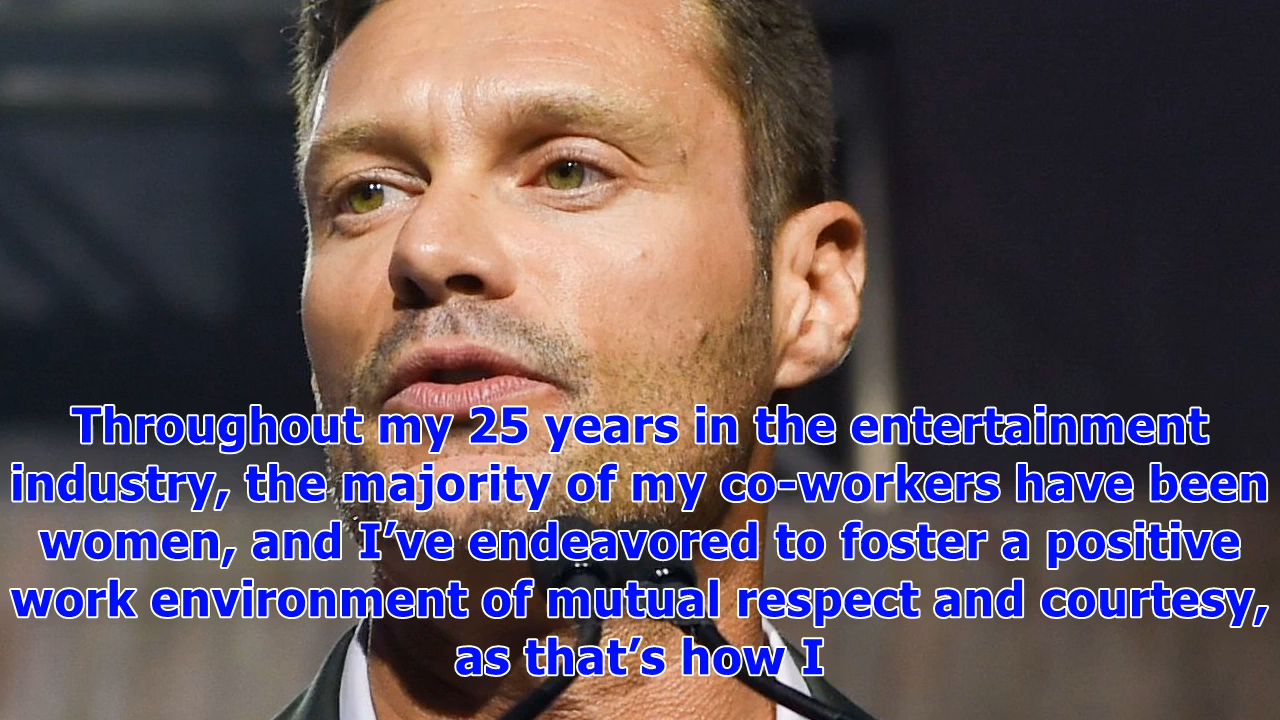 Throughout my 25 years in the entertainment
industry, the majority of my co-workers have been
women, and I’ve endeavored to foster a positive
work environment of mutual respect and courtesy,
as that’s how I